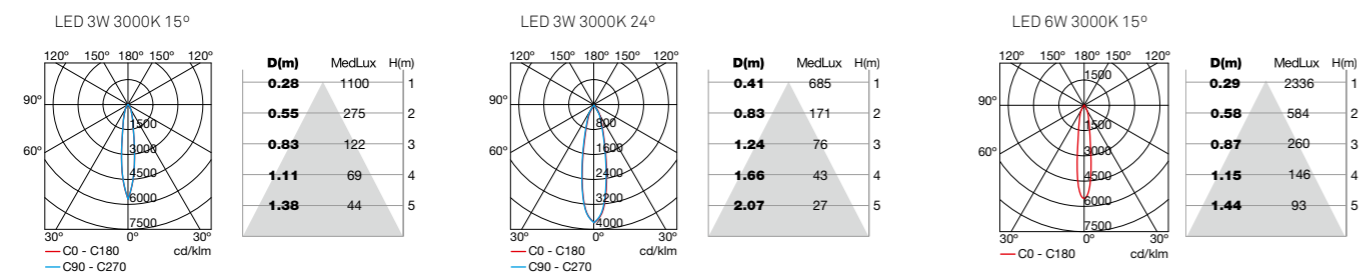 LED 3W 3000K 15º
120º 150º 180º 150º 120º
90º
60º
1500
3000
4500
6000
7500
30º 0º 30º
C0 - C180 cd/klm
C90 - C270
D(m) MedLux H(m)
0.28 1100 1
0.55 275 2
0.83 122 3
1.11 69 4
1.38 44 5
LED 3W 3000K 24º
120º 150º 180º 150º 120º
90º
60º
800
1600
2400
3200
4000
30º 0º 30º
C0 - C180 cd/klm
C90 - C270
D(m) MedLux H(m)
0.41 685 1
0.83 171 2
1.24 76 3
1.66 43 4
2.07 27 5
LED 6W 3000K 15º
120º 150º 180º 150º 120º
1500
90º
60º
1500
3000
4500
6000
7500
30º 0º 30º
C0 - C180 cd/klm
D(m) MedLux H(m)
0.29 2336 1
0.58 584 2
0.87 260 3
1.15 146 4
1.44 93 5